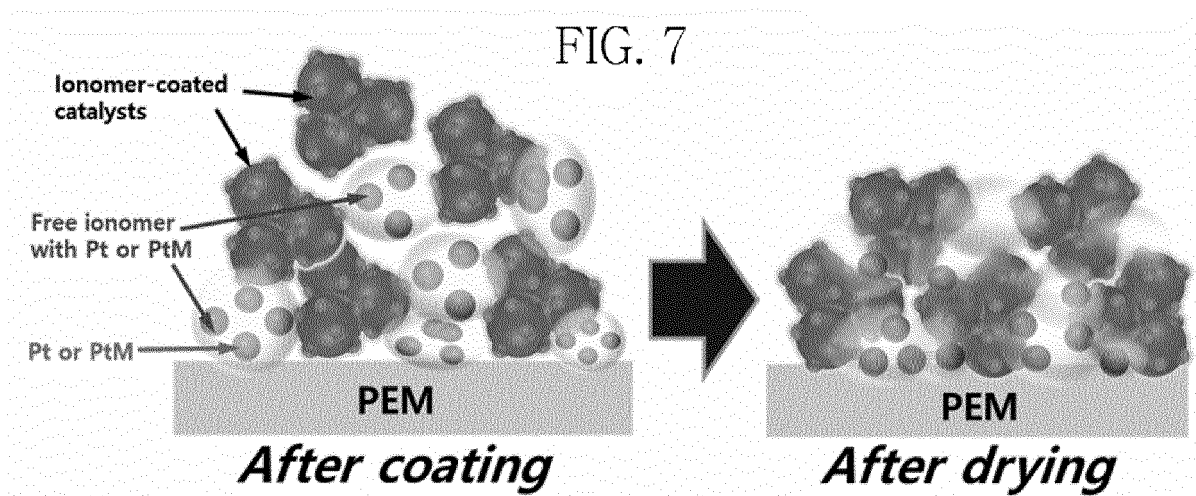 FIG. 7
Ionomer-coated
catalysts
Free ionomer
with Pt or PtM
Pt or PtM
PEM
PEM
After coating
After drying